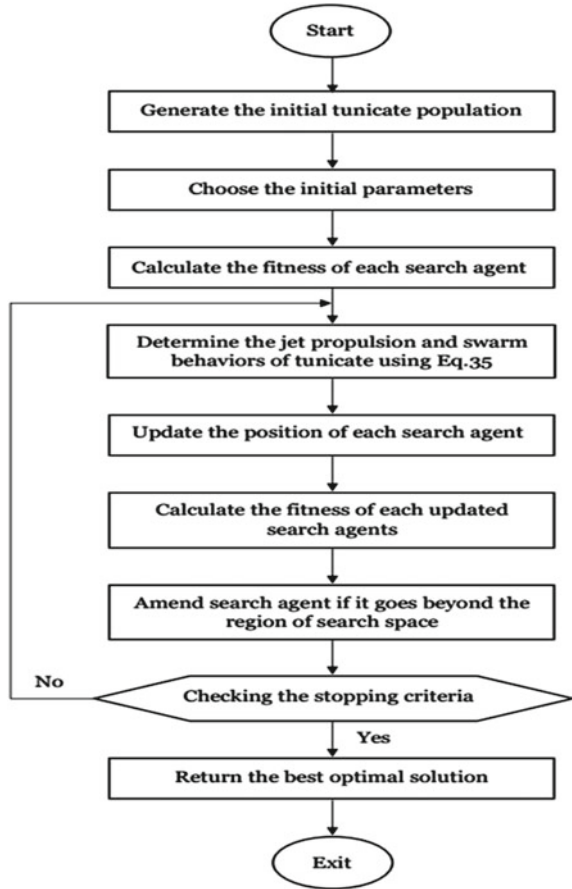 Start
Generate the initial tunicate population
Choose the initial parameters
Calculate the fitness of each search agent
Determine the jet propulsion and swarm
behaviors of tunicate using Eq.35
Update the position of each search agent
Calculate the fitness of each updated
search agents
Amend search agent if it goes beyond the
region of search space
No
Checking the stopping criteria
Yes
Return the best optimal solution
Exit